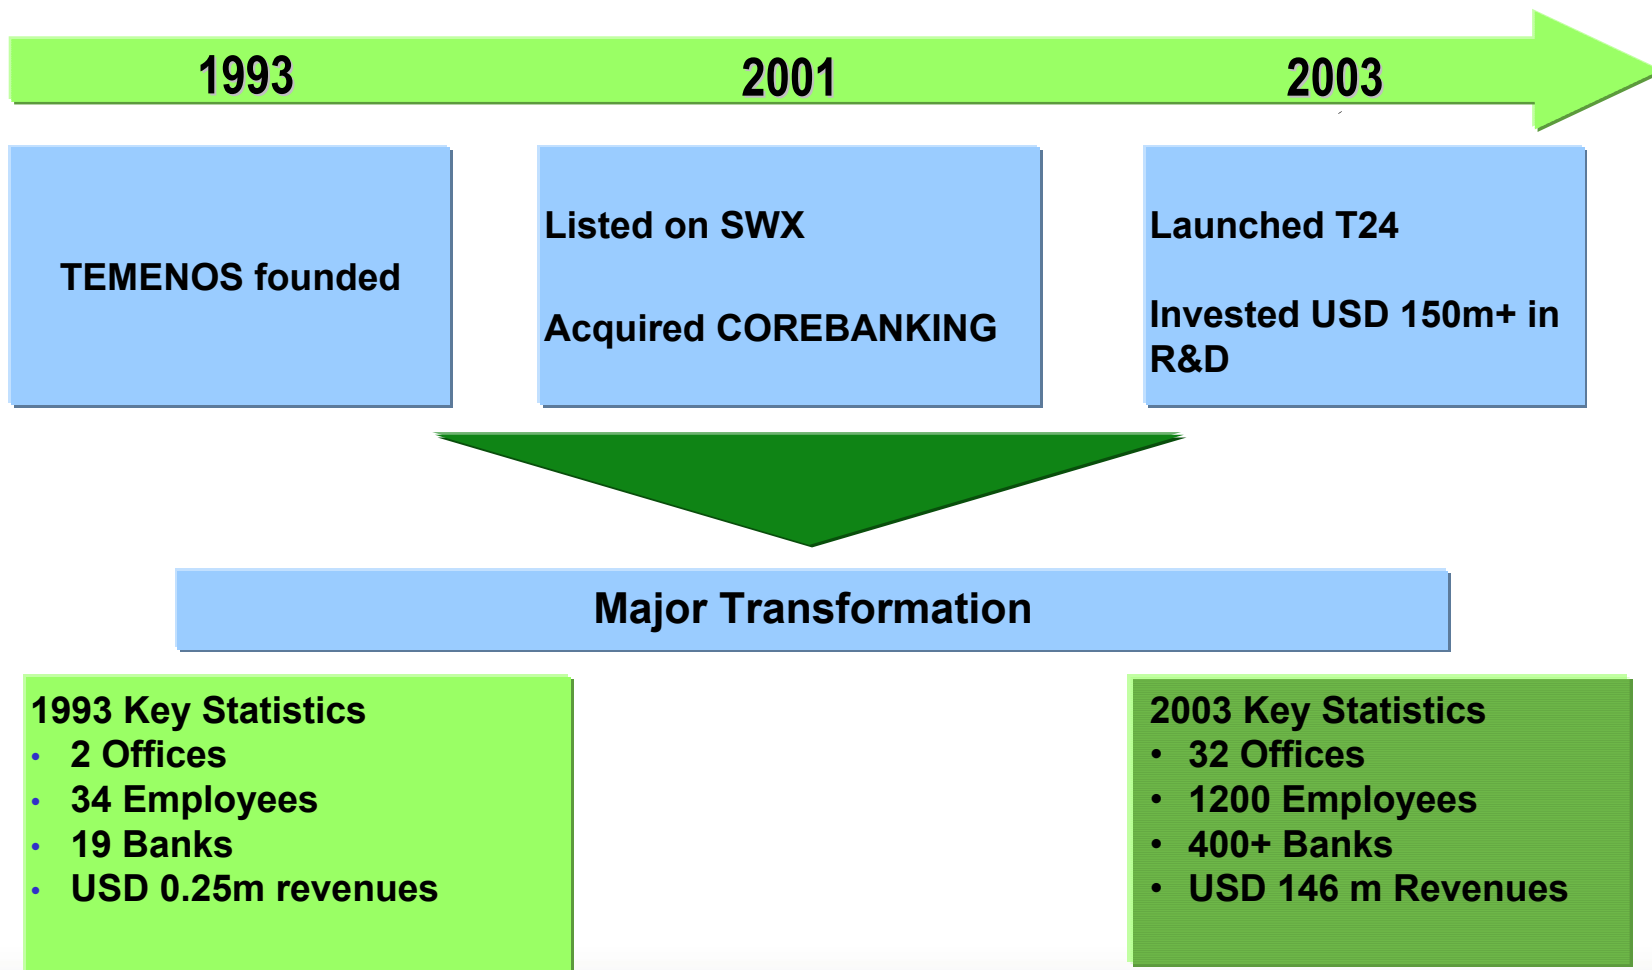 1993
2001
2003
TEMENOS founded
Listed on SWX
Acquired COREBANKING
Launched T24
Invested USD 150m+ in
R&D
Major Transformation
1993 Key Statistics
• 2 Offices
• 34 Employees
• 19 Banks
• USD 0.25m revenues
2003 Key Statistics
• 32 Offices
• 1200 Employees
• 400+ Banks
• USD 146 m Revenues